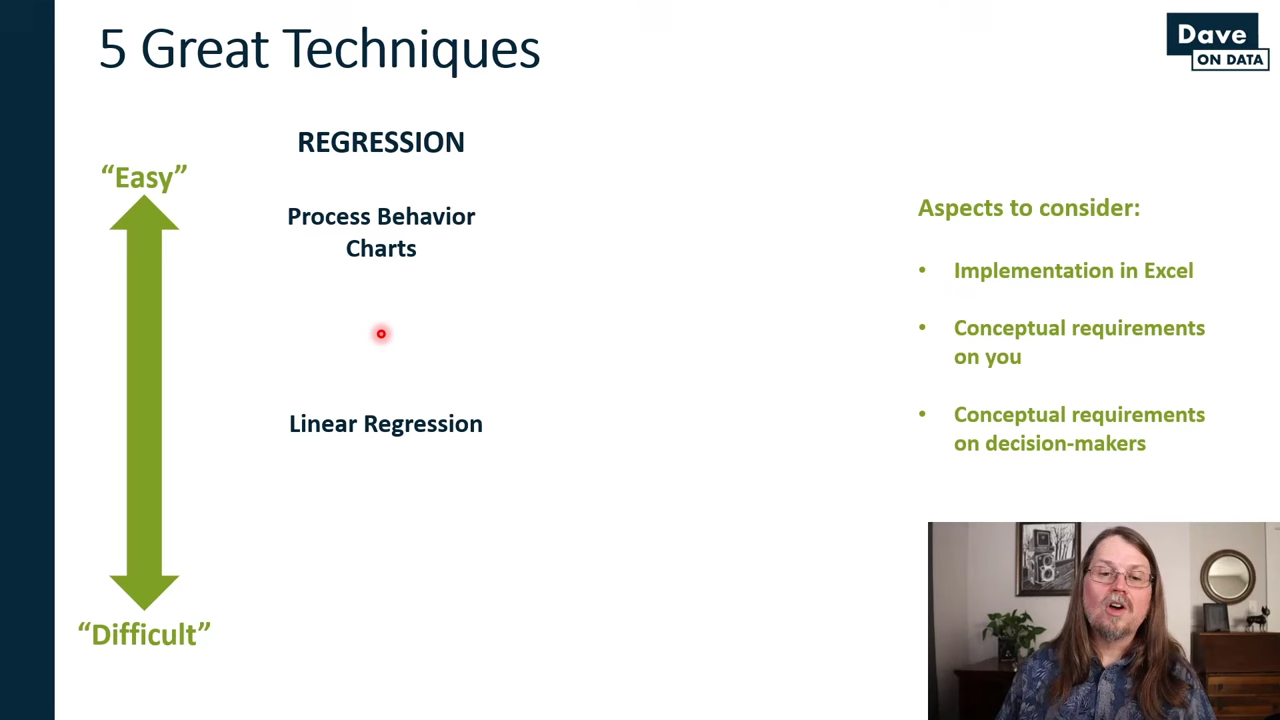 5 Great Techniques
Dave
ON DATA
REGRESSION
“Easy”
Process Behavior
Charts
Linear Regression
“Difficult”
Aspects to consider:
• Implementation in Excel
• Conceptual requirements
on you
• Conceptual requirements
on decision-makers